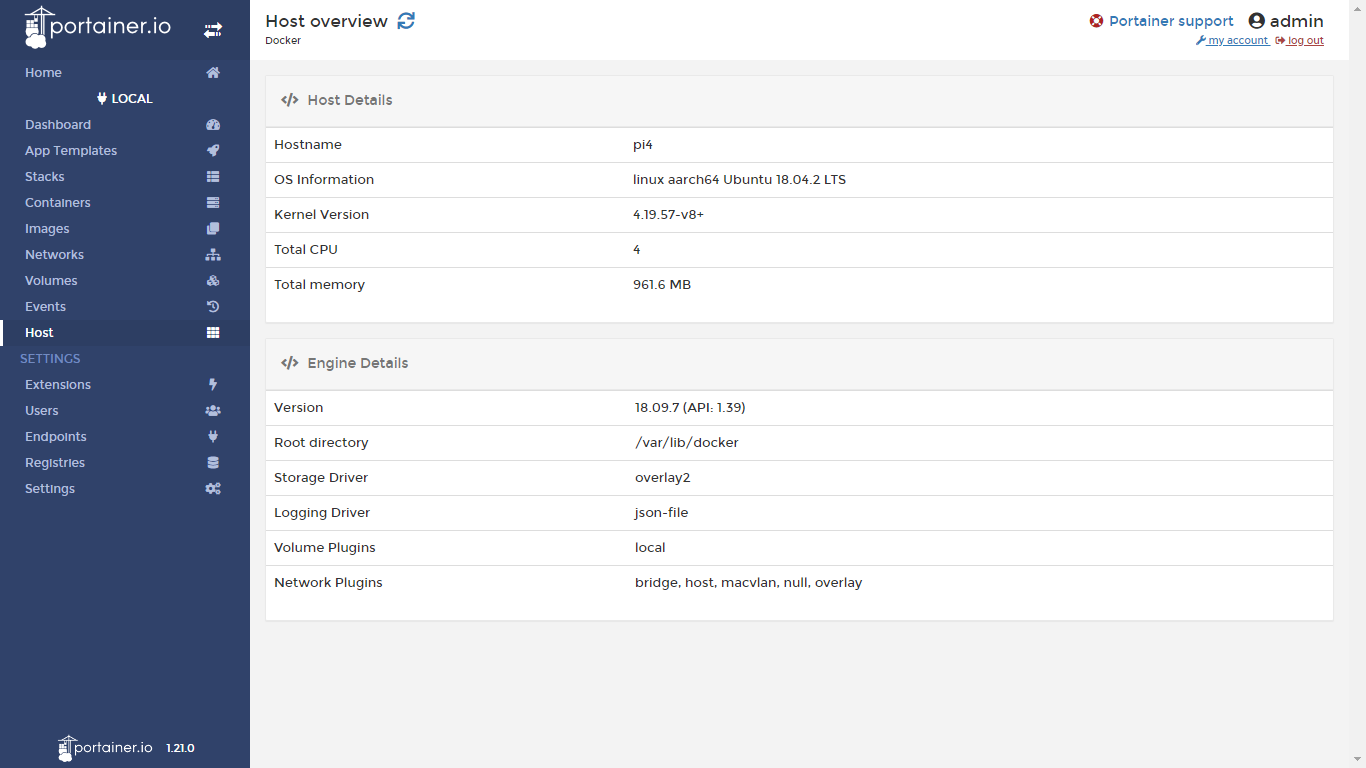 portainer.io
Home
LOCAL
Dashboard
App Templates
Stacks
Containers
Images
Networks
Volumes
Events
Host
SETTINGS
Extensions
Users
Endpoints
Registries
Settings
portainer.io 1.21.0
Host overview
Docker
Portainer support admin
my account log out
Host Details
Hostname pi4
OS Information linux aarch64 Ubuntu 18.04.2 LTS
Kernel Version 4.19.57-v8+
Total CPU 4
Total memory 961.6 MB
Engine Details
Version 18.09.7 (API: 1.39)
Root directory /var/lib/docker
Storage Driver overlay2
Logging Driver json-file
Volume Plugins local
Network Plugins bridge, host, macvlan, null, overlay